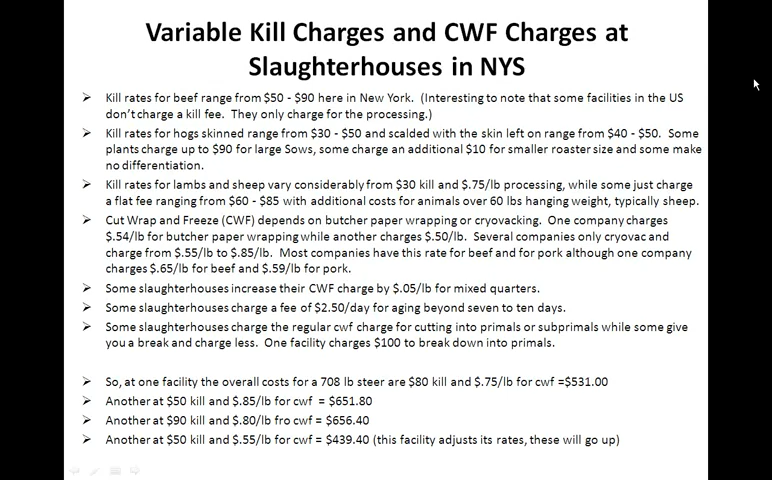 Variable Kill Charges and CWF Charges at
Slaughterhouses in NYS
➢ Kill rates for beef range from $50 - $90 here in New York. (Interesting to note that some facilities in the US
don't charge a kill fee. They only charge for the processing.)
➢ Kill rates for hogs skinned range from $30 - $50 and scalded with the skin left on range from $40 - $50. Some
plants charge up to $90 for large Sows, some charge an additional $10 for smaller roaster size and some make
no differentiation.
➢ Kill rates for lambs and sheep vary considerably from $30 kill and $.75/lb processing, while some just charge
a flat fee ranging from $60 - $85 with additional costs for animals over 60 lbs hanging weight, typically sheep.
➢ Cut Wrap and Freeze (CWF) depends on butcher paper wrapping or cryovacking. One company charges
$.54/lb for butcher paper wrapping while another charges $.50/lb. Several companies only cryovac and
charge from $.55/lb to $.85/lb. Most companies have this rate for beef and for pork although one company
charges $.65/lb for beef and $.59/lb for pork.
➢ Some slaughterhouses increase their CWF charge by $.05/lb for mixed quarters.
➢ Some slaughterhouses charge a fee of $2.50/day for aging beyond seven to ten days.
➢ Some slaughterhouses charge the regular cwf charge for cutting into primals or subprimals while some give
you a break and charge less. One facility charges $100 to break down into primals.
➢ So, at one facility the overall costs for a 708 lb steer are $80 kill and $.75/lb for cwf =$531.00
➢ Another at $50 kill and $.85/lb for cwf = $651.80
➢ Another at $90 kill and $.80/lb fro cwf = $656.40
➢ Another at $50 kill and $.55/lb for cwf = $439.40 (this facility adjusts its rates, these will go up)